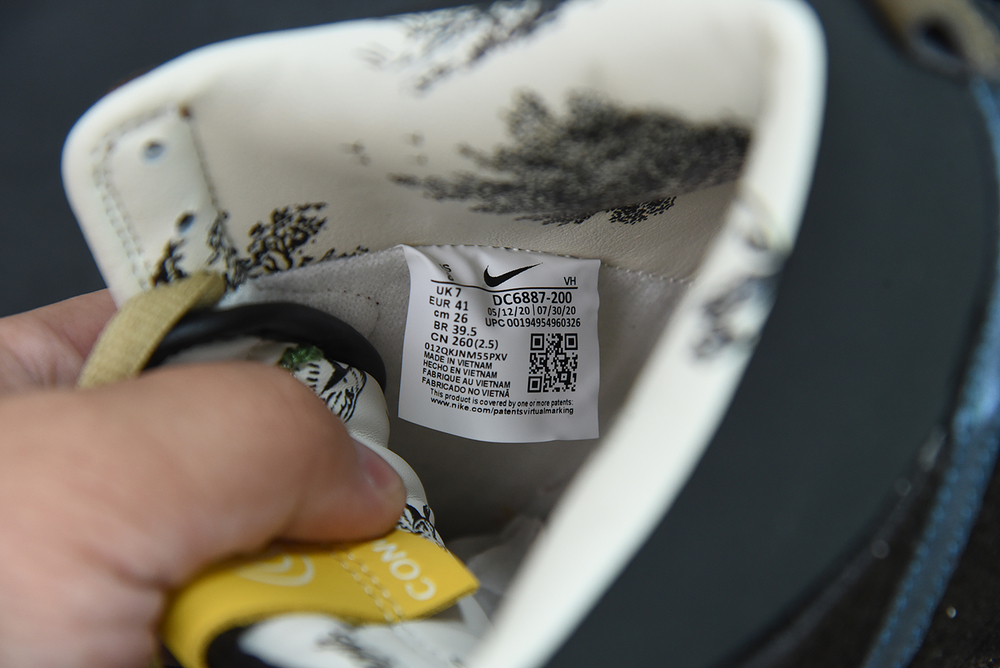 VH
UK 7
EUR 41
cm 26
BR 39.5
CN 260(2.5)
DC6887-200
05/12/20 | 07/30/20
UPC 00194954960326
012QKJNM55PXV
MADE IN VIETNAM
HECHO EN VIETNAM
FABRIQUE AU VIETNAM
FABRICADO NO VIETNÃ
This product is covered by one or more patents:
www.nike.com/patentsvirtualmarking
COM